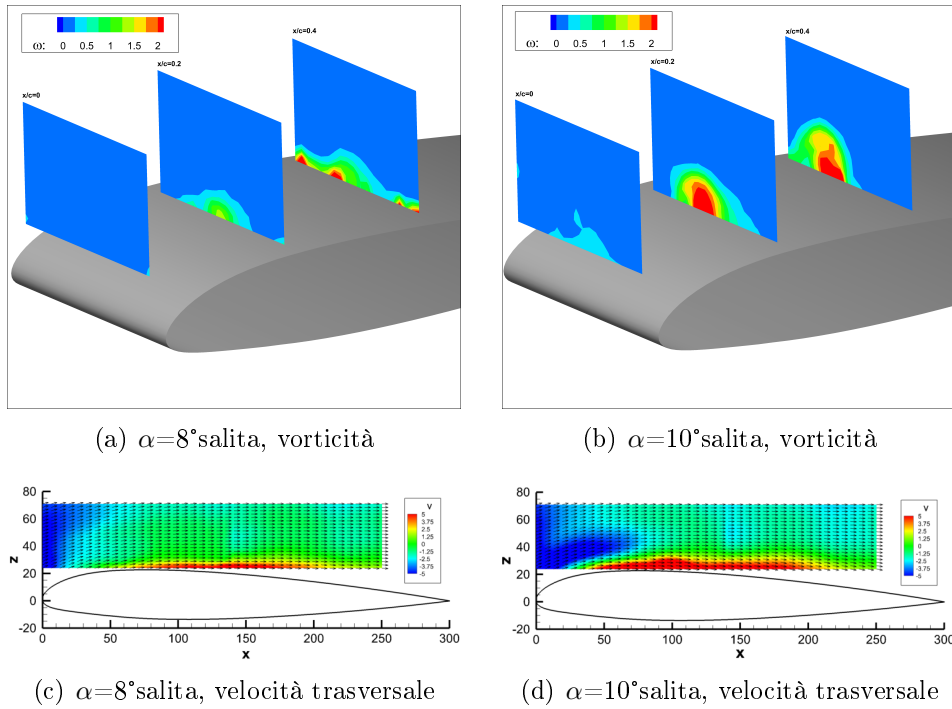 ω: 0 0.5 1 1.5 2
x/c=0
x/c=0.2
x/c=0.4
ω: 0 0.5 1 1.5 2
x/c=0
x/c=0.2
x/c=0.4
(a) α=8°salita, vorticità
(b) α=10°salita, vorticità
80
60
40
20
0
-20
z
0 50 100 150 200 250 300
x
V
5
3.75
2.5
1.25
0
-1.25
-2.5
-3.75
-5
80
60
40
20
0
-20
z
0 50 100 150 200 250 300
x
V
5
3.75
2.5
1.25
0
-1.25
-2.5
-3.75
-5
(c) α=8°salita, velocità trasversale
(d) α=10°salita, velocità trasversale